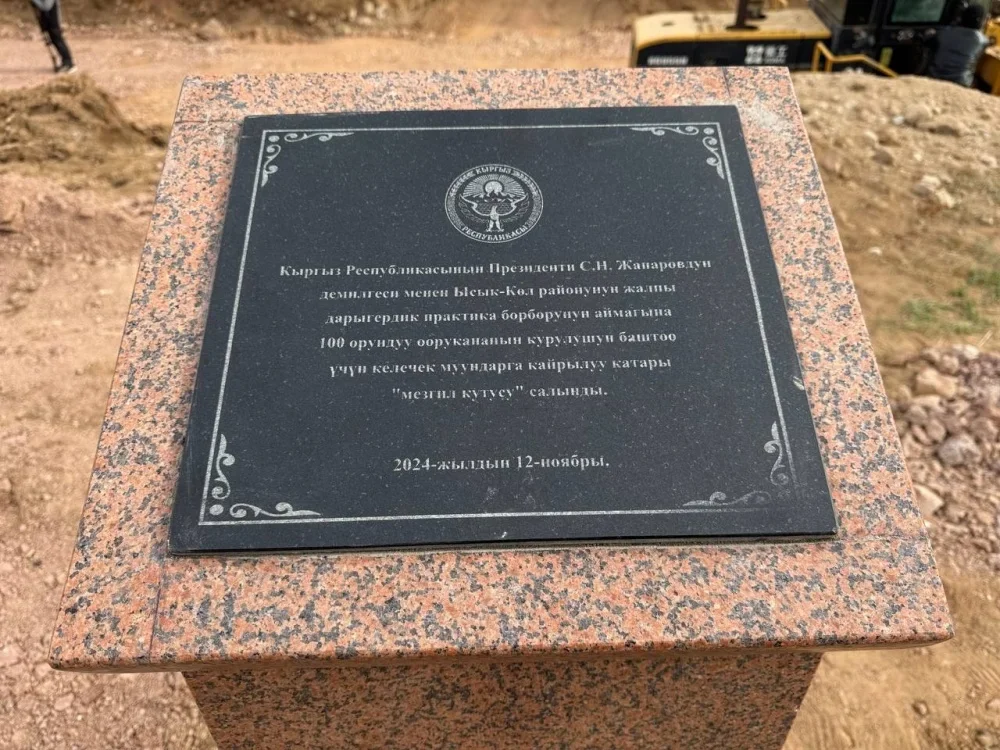 КЫРГЫЗ
РЕСПУБЛИКАСЫ
Кыргыз Республикасынын Президенти С.Н. Жапаровдун
демилгеси менен Ысык-Көл районунун жалпы
дарыгердик практика борборунун аймагына
100 орундуу оорукананын курулушун баштоо
үчүн келечек муундарга кайрылуу катары
"мезгил кутусу" салынды.
2024-жылдын 12-ноябры.